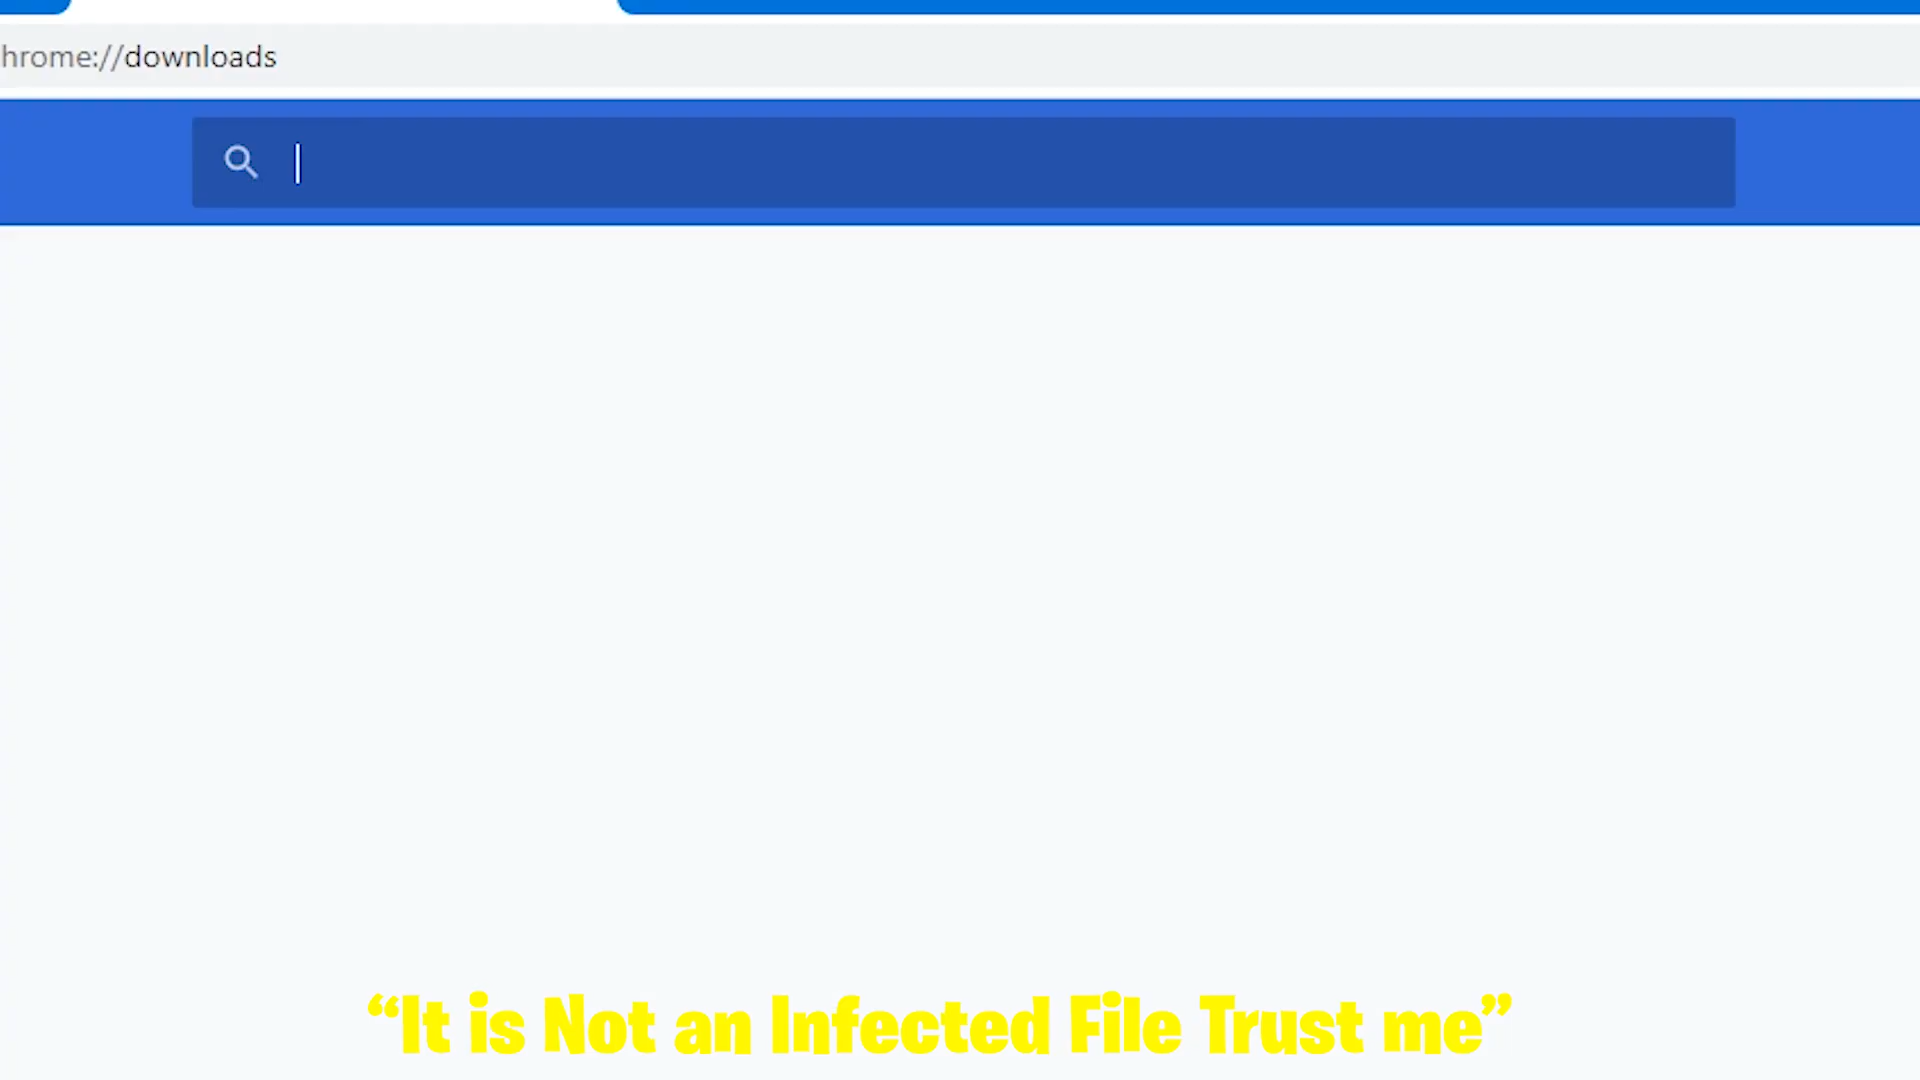 hrome://downloads
“It is Not an Infected File Trust me”